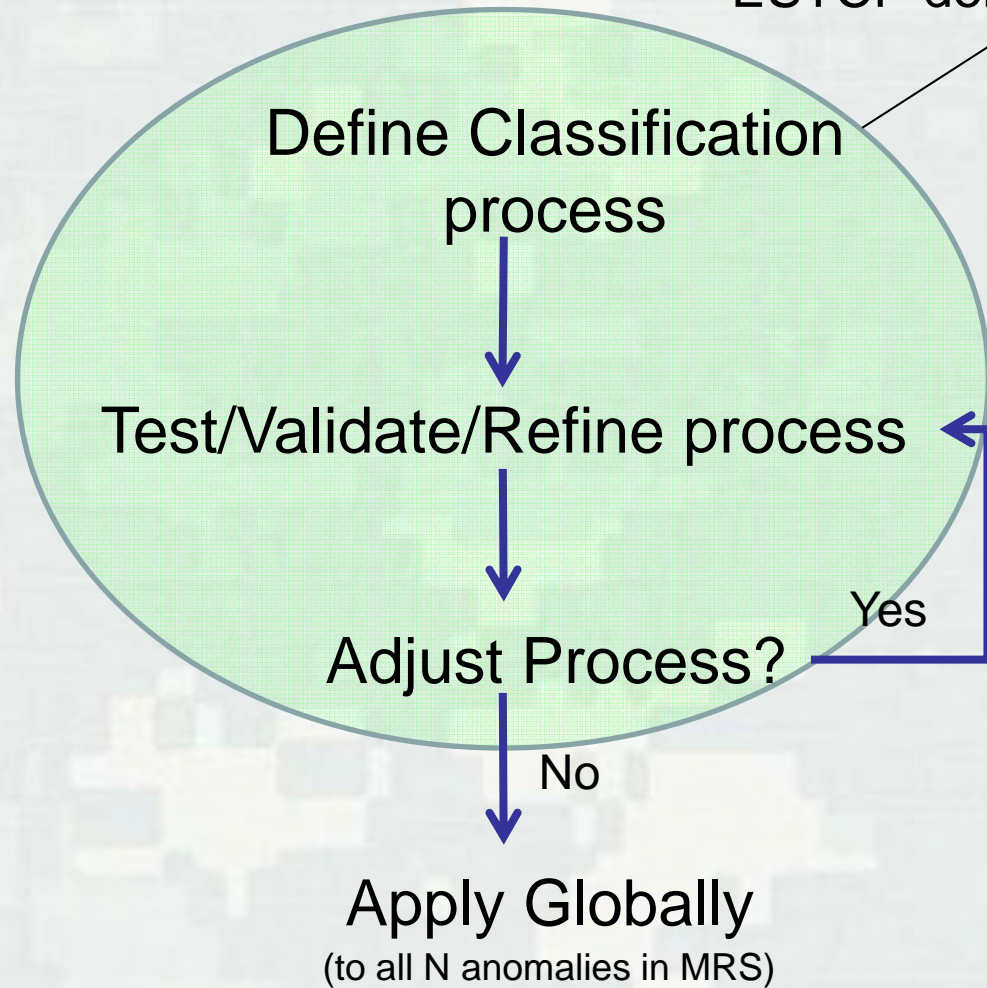 Define Classification
process
Test/Validate/Refine process
Yes
Adjust Process?
No
Apply Globally
(to all N anomalies in MRS)